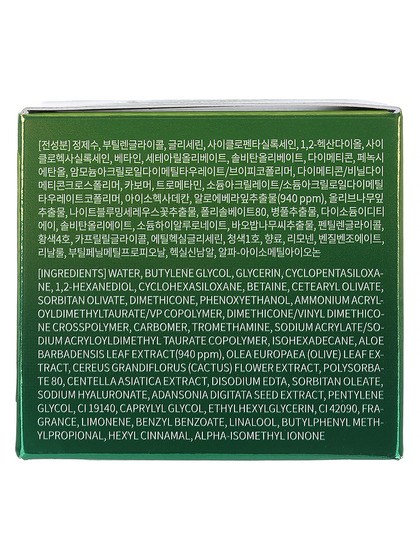 [전성분] 정제수, 부틸렌글라이콜, 글리세린, 사이클로펜타실록세인, 1,2-헥산다이올, 사이
클로헥사실록세인, 베타인, 세테아릴올리베이트, 솔비탄올리베이트, 다이메티콘, 페녹시
에탄올, 암모늄아크릴로일다이메틸타우레이트/브이피코폴리머, 다이메티콘/비닐다이
메티콘크로스폴리머, 카보머, 트로메타민, 소듐아크릴레이트/소듐아크릴로일다이메틸
타우레이트코폴리머, 아이소헥사데칸, 알로에베라잎추출물(940 ppm), 올리브나무잎
추출물, 나이트블루밍세레우스꽃추출물, 폴리솔베이트80, 병풀추출물, 다이소듐이디티
에이, 솔비탄올리에이트, 소듐하이알루로네이트, 바오밥나무씨추출물, 펜틸렌글라이콜,
황색4호, 카프릴릴글라이콜, 에틸헥실글리세린, 청색1호, 향료, 리모넨, 벤질벤조에이트,
리날룰, 부틸페닐메틸프로피오날, 헥실신남알, 알파-아이소메틸아이오논
[INGREDIENTS] WATER, BUTYLENE GLYCOL, GLYCERIN, CYCLOPENTASILOXA-
NE, 1,2-HEXANEDIOL, CYCLOHEXASILOXANE, BETAINE, CETEARYL OLIVATE,
SORBITAN OLIVATE, DIMETHICONE, PHENOXYETHANOL, AMMONIUM ACRYL-
OYLDIMETHYLTAURATE/VP COPOLYMER, DIMETHICONE/VINYL DIMETHICO-
NE CROSSPOLYMER, CARBOMER, TROMETHAMINE, SODIUM ACRYLATE/SO-
DIUM ACRYLOYLDIMETHYL TAURATE COPOLYMER, ISOHEXADECANE, ALOE
BARBADENSIS LEAF EXTRACT(940 ppm), OLEA EUROPAEA (OLIVE) LEAF EX-
TRACT, CEREUS GRANDIFLORUS (CACTUS) FLOWER EXTRACT, POLYSORBA-
TE 80, CENTELLA ASIATICA EXTRACT, DISODIUM EDTA, SORBITAN OLEATE,
SODIUM HYALURONATE, ADANSONIA DIGITATA SEED EXTRACT, PENTYLENE
GLYCOL, CI 19140, CAPRYLYL GLYCOL, ETHYLHEXYLGLYCERIN, CI 42090, FRA-
GRANCE, LIMONENE, BENZYL BENZOATE, LINALOOL, BUTYLPHENYL METH-
YLPROPIONAL, HEXYL CINNAMAL, ALPHA-ISOMETHYL IONONE